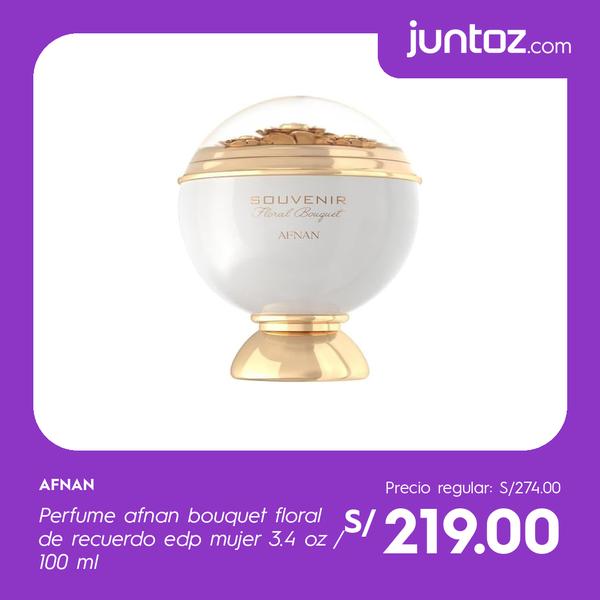 juntoz.com
SOUVENIR
Floral Bouquet
AFNAN
AFNAN
Precio regular: S/274.00
Perfume afnan bouquet floral
de recuerdo edp mujer 3.4 oz /
100 ml
S/ 219.00